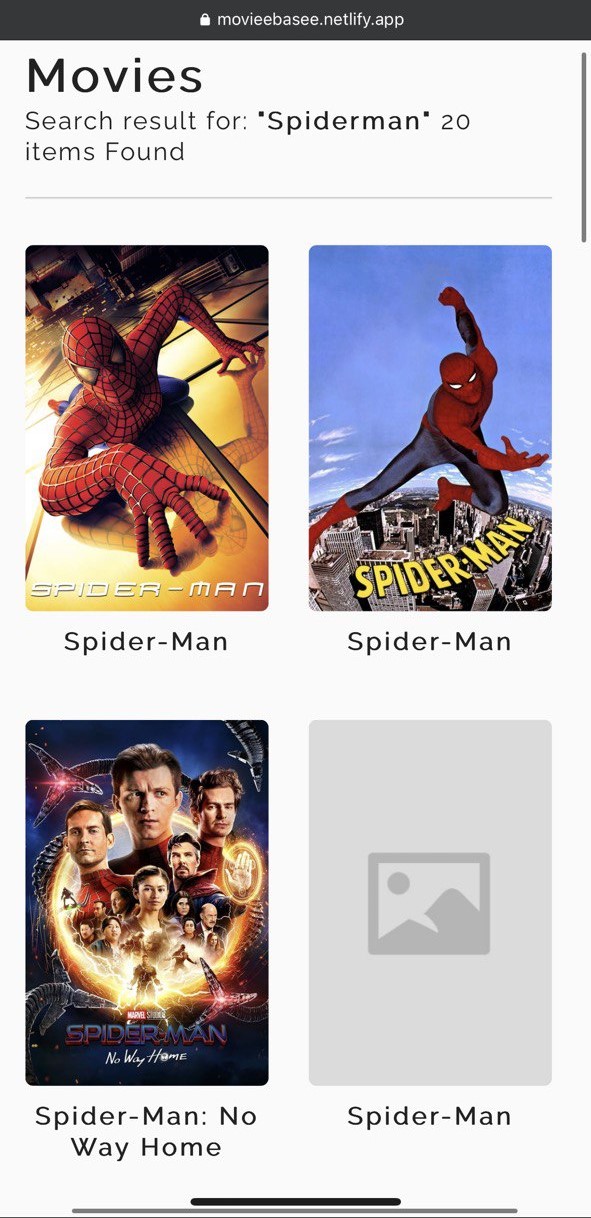 movieebasee.netlify.app
Movies
Search result for: "Spiderman" 20
items Found
SPIDER-MAN
SPIDER-MAN
Spider-Man
Spider-Man
MARVEL STUDIOS
SPIDER-MAN
NO WAY HOME
Spider-Man: No
Way Home
Spider-Man